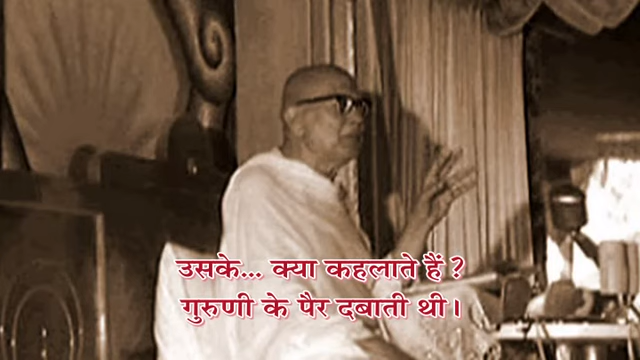 उसके... क्या कहलाते हैं ?
गुरुणी के पैर दबाती थी।